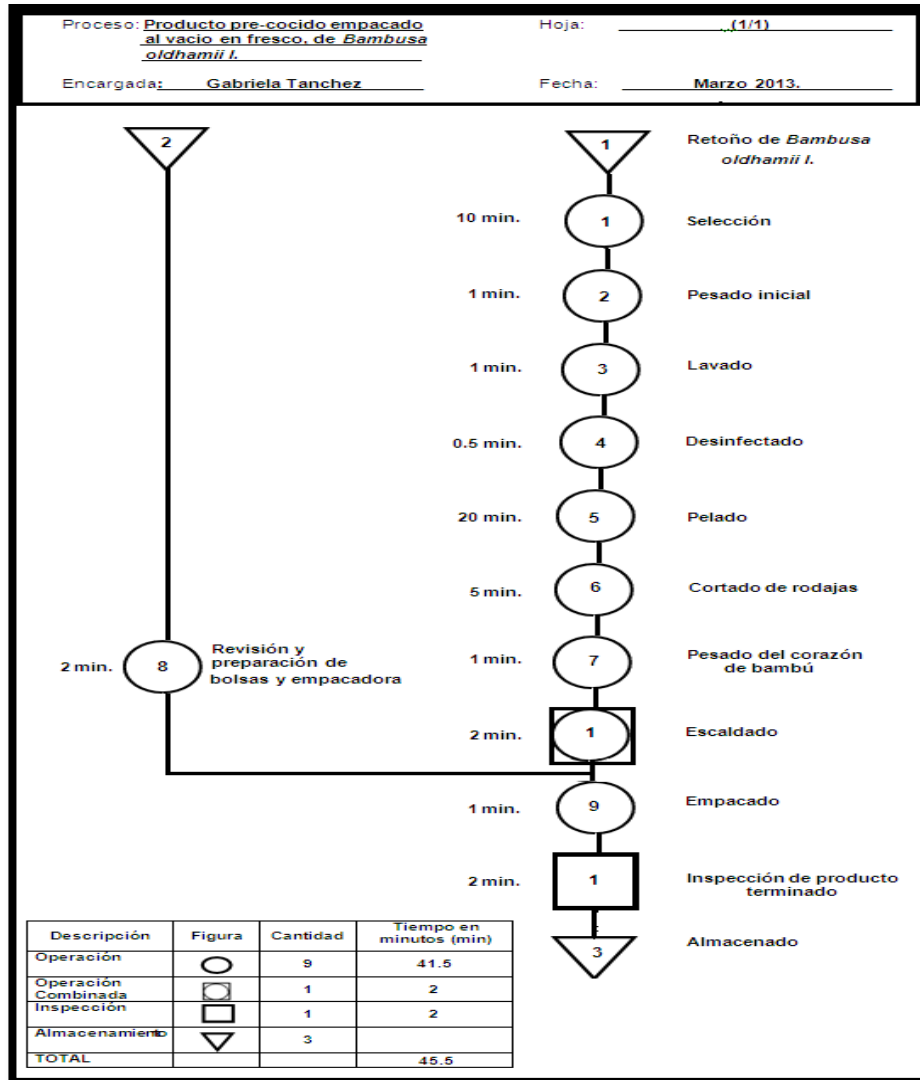 Proceso: Producto pre-cocido empacado
al vacio en fresco, de Bambusa
oldhamii l.
Hoja: (1/1)
Encargada: Gabriela Tanchez
Fecha: Marzo 2013.
2
1
Retoño de Bambusa
oldhamii l.
10 min.
1
Selección
1 min.
2
Pesado inicial
1 min.
3
Lavado
0.5 min.
4
Desinfectado
20 min.
5
Pelado
5 min.
6
Cortado de rodajas
2 min.
8
Revisión y
preparación de
bolsas y empacadora
1 min.
7
Pesado del corazón
de bambú
2 min.
1
Escaldado
1 min.
9
Empacado
2 min.
1
Inspección de producto
terminado
3
Almacenado
Descripción Figura Cantidad Tiempo en
minutos (min)
Operación 9 41.5
Operación
Combinada 1 2
Inspección 1 2
Almacenamiento 3
TOTAL 45.5